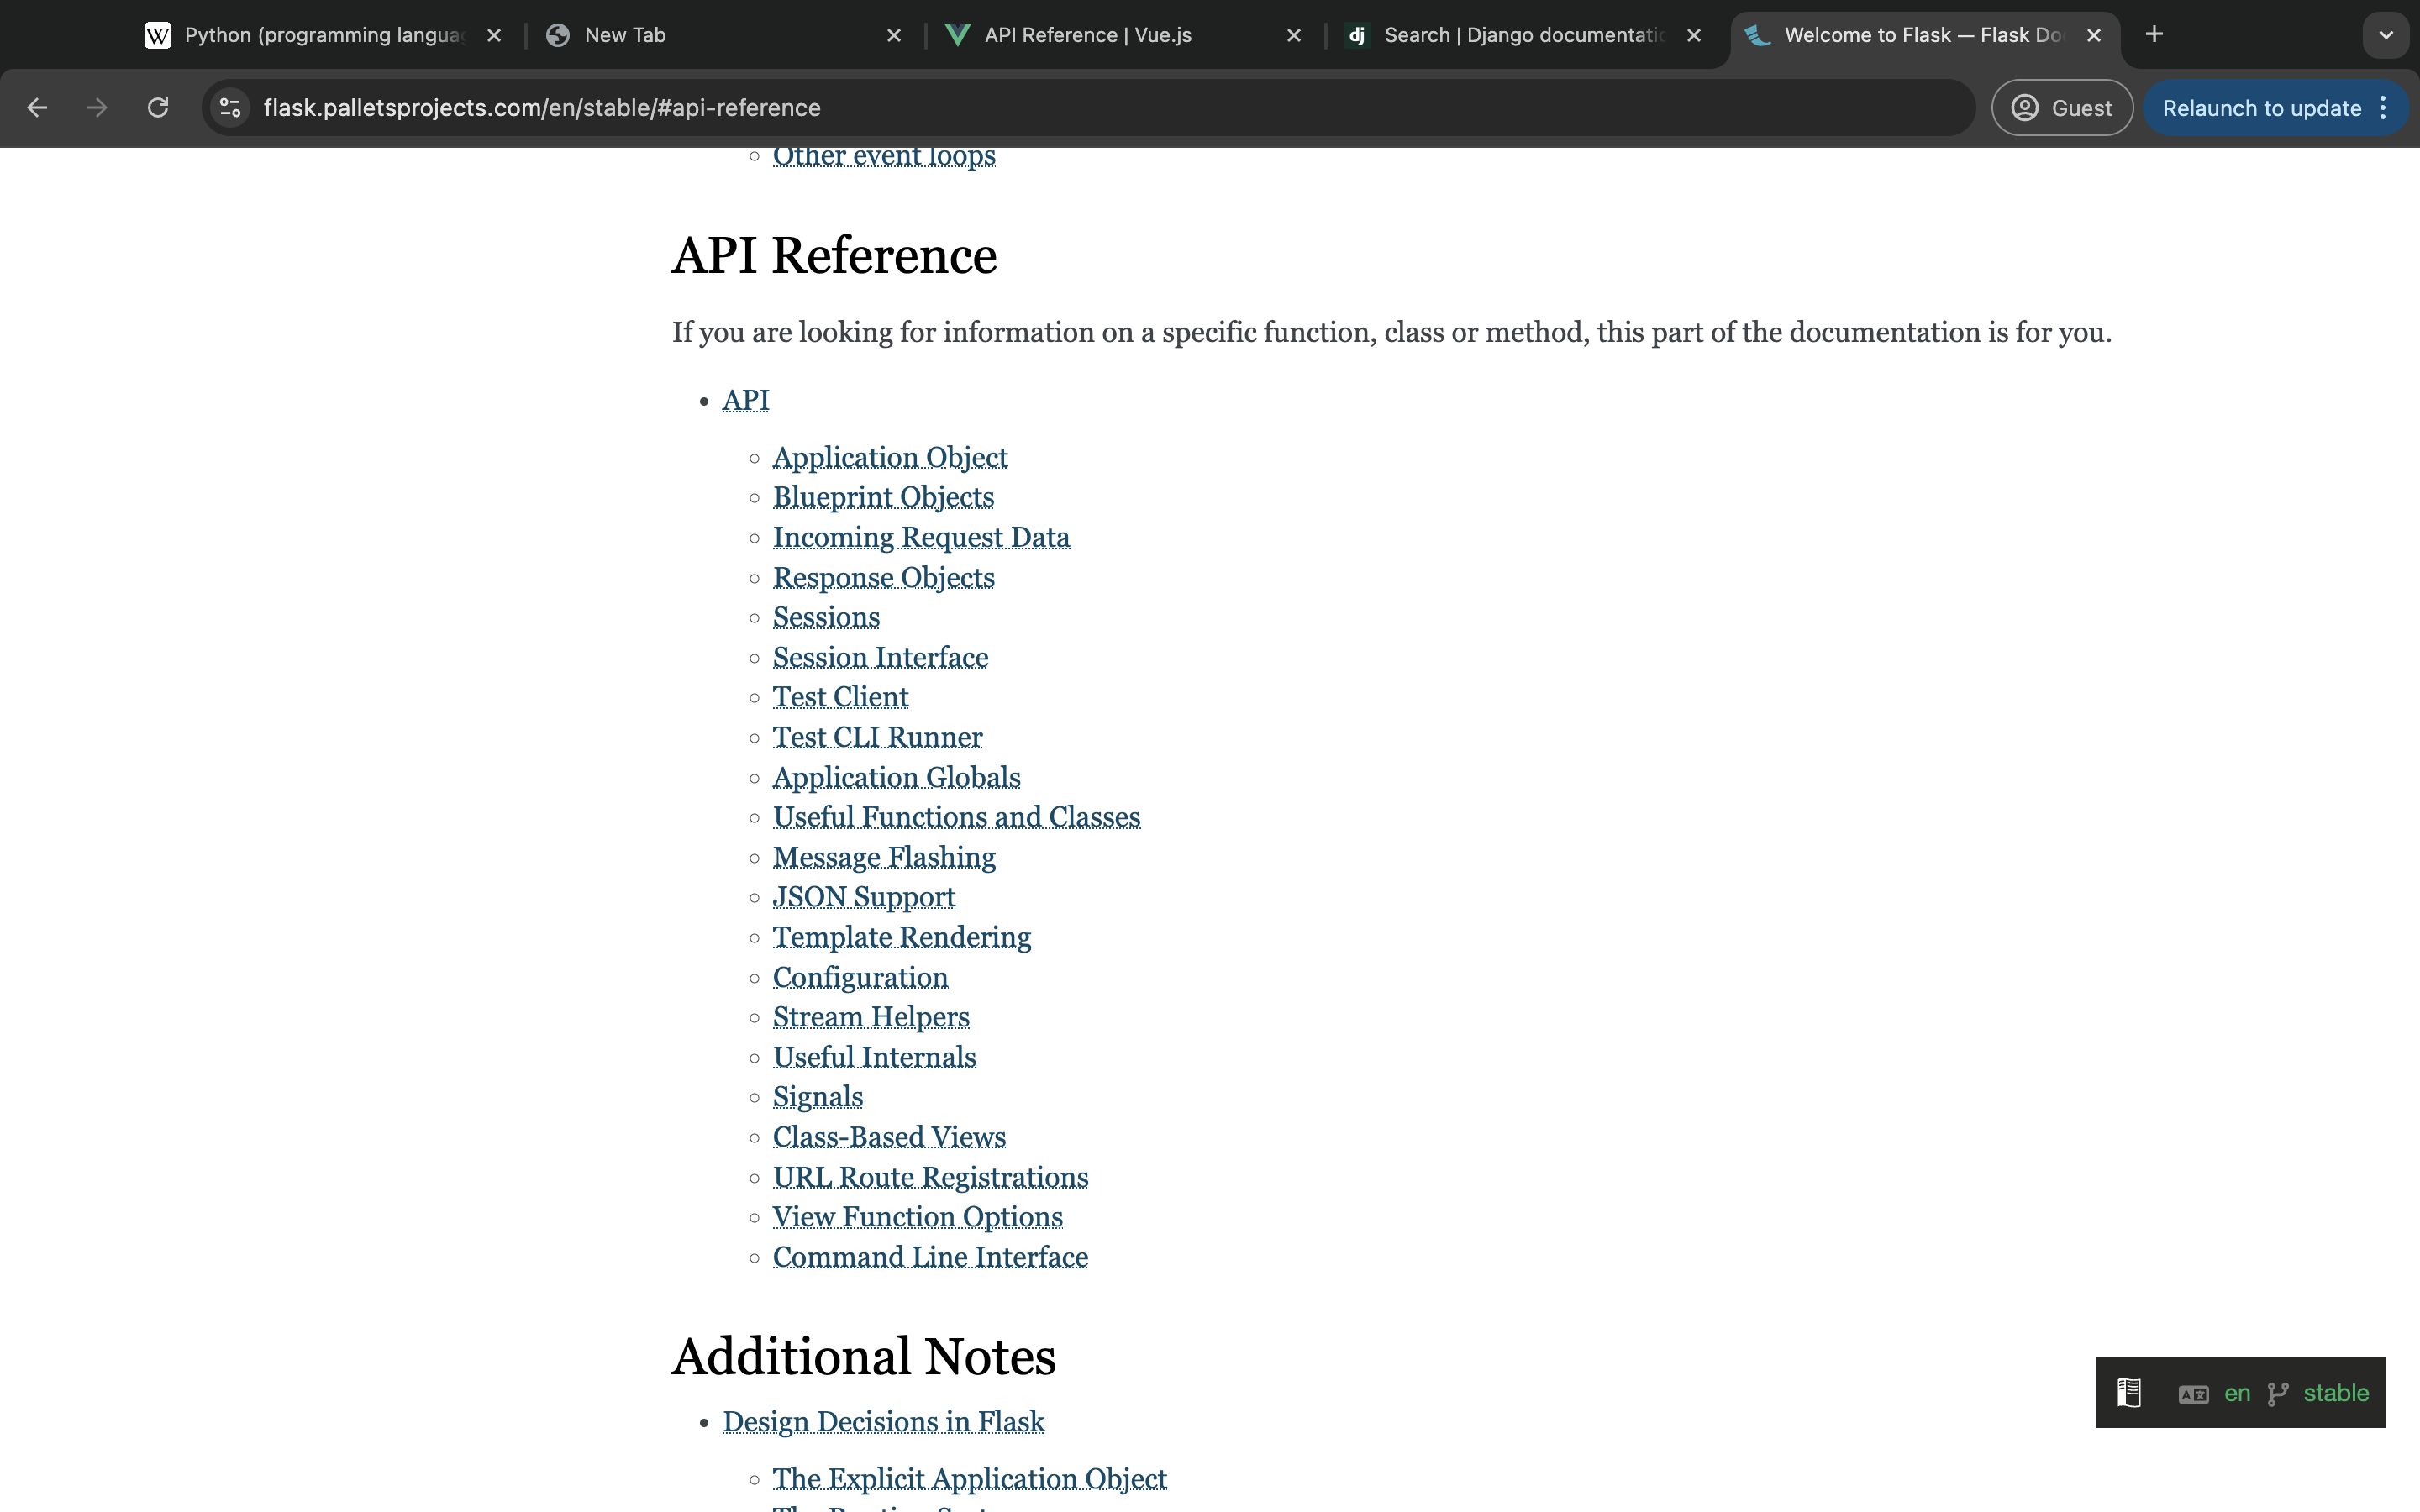 W Python (programming langua
New Tab
API Reference | Vue.js
dj Search | Django documentatio
Welcome to Flask — Flask Do
flask.palletsprojects.com/en/stable/#api-reference
Guest
Relaunch to update
Other event loops
API Reference
If you are looking for information on a specific function, class or method, this part of the documentation is for you.
API
Application Object
Blueprint Objects
Incoming Request Data
Response Objects
Sessions
Session Interface
Test Client
Test CLI Runner
Application Globals
Useful Functions and Classes
Message Flashing
JSON Support
Template Rendering
Configuration
Stream Helpers
Useful Internals
Signals
Class-Based Views
URL Route Registrations
View Function Options
Command Line Interface
Additional Notes
Design Decisions in Flask
en stable
The Explicit Application Object